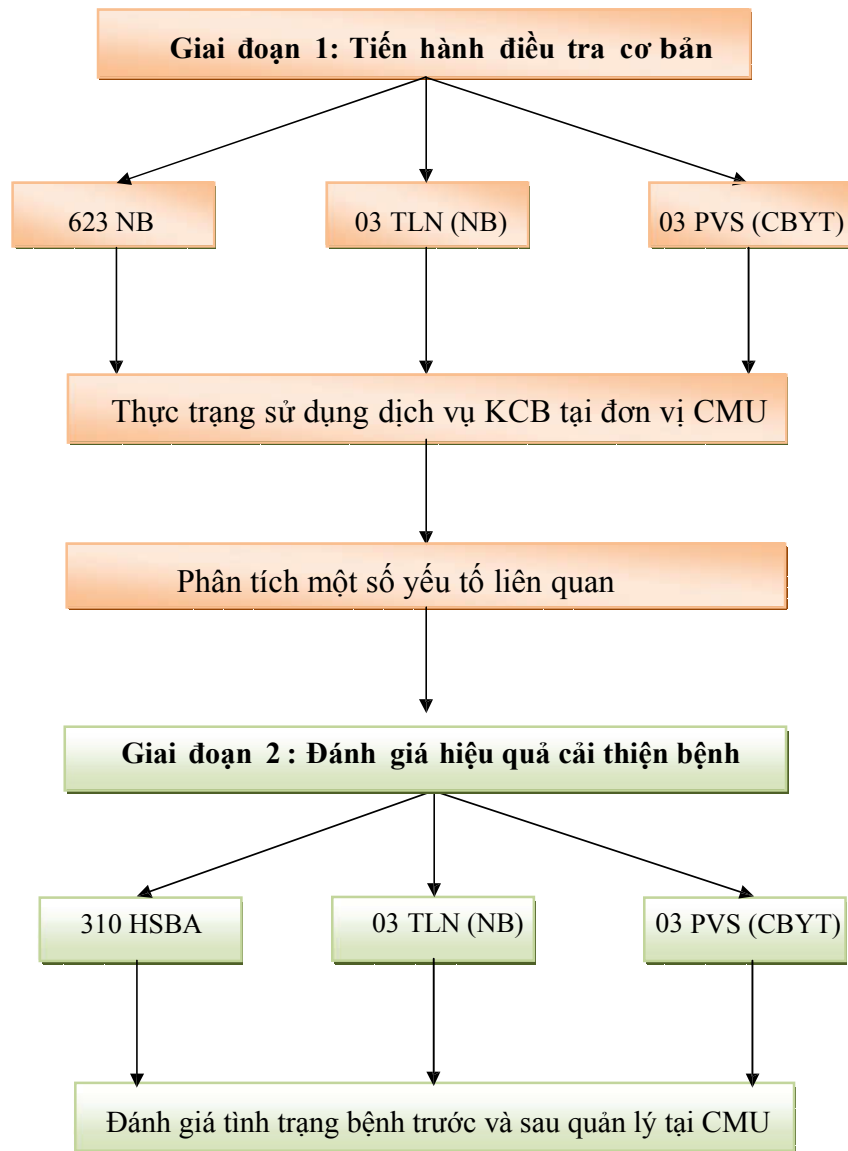 Giai đoạn 1: Tiến hành điều tra cơ bản
623 NB
03 TLN (NB)
03 PVS (CBYT)
Thực trạng sử dụng dịch vụ KCB tại đơn vị CMU
Phân tích một số yếu tố liên quan
Giai đoạn 2 : Đánh giá hiệu quả cải thiện bệnh
310 HSBA
03 TLN (NB)
03 PVS (CBYT)
Đánh giá tình trạng bệnh trước và sau quản lý tại CMU